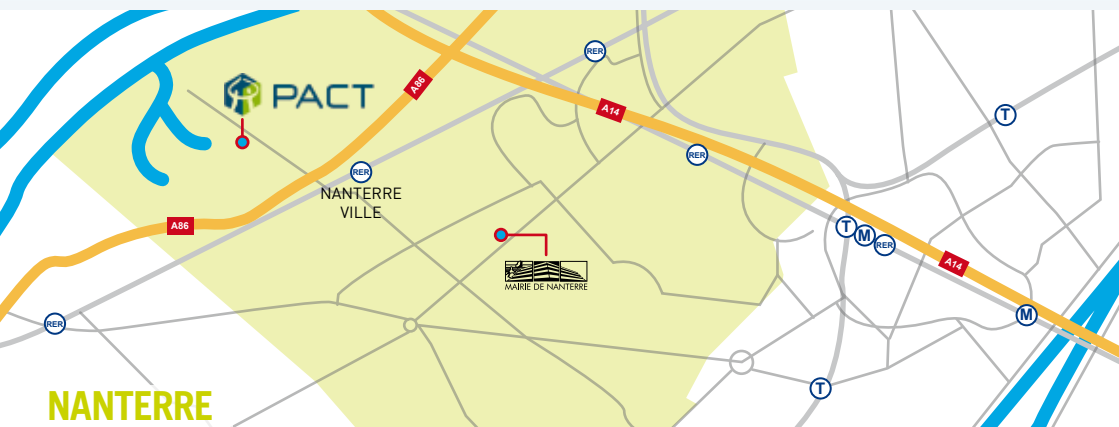 RER
A86
PACT
A14
T
RER
RER
NANTERRE
VILLE
A86
T
M
RER
A14
MAIRIE DE NANTERRE
M
RER
T
NANTERRE